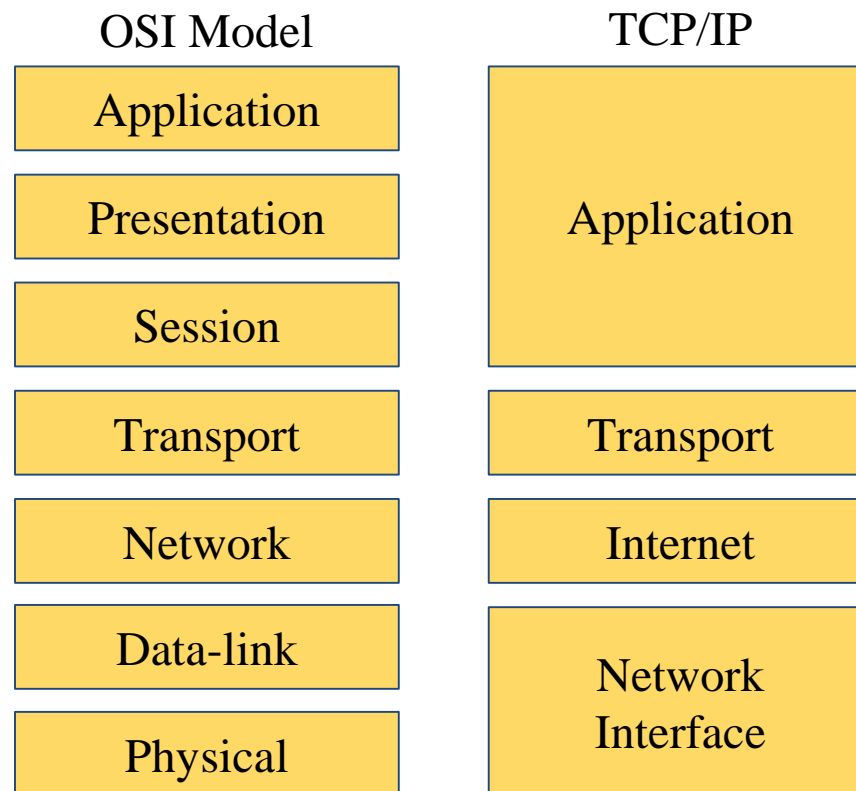 OSI Model
TCP/IP
Application
Presentation
Session
Transport
Network
Data-link
Physical
Application
Transport
Internet
Network
Interface